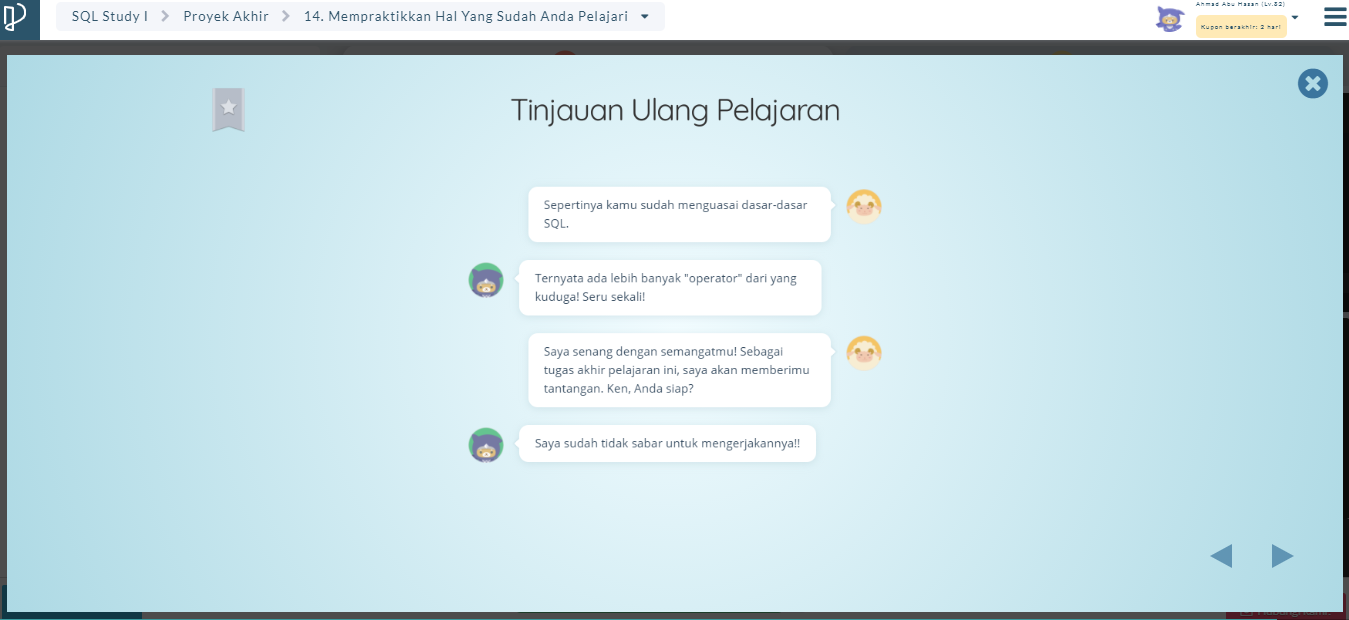 SQL Study I > Proyek Akhir > 14. Mempraktikkan Hal Yang Sudah Anda Pelajari
Ahmad Abu Hasan (Lv.32)
Kupon berakhir: 2 hari
Tinjauan Ulang Pelajaran
Sepertinya kamu sudah menguasai dasar-dasar
SQL.
Ternyata ada lebih banyak "operator" dari yang
kuduga! Seru sekali!
Saya senang dengan semangatmu! Sebagai
tugas akhir pelajaran ini, saya akan memberimu
tantangan. Ken, Anda siap?
Saya sudah tidak sabar untuk mengerjakannya!!